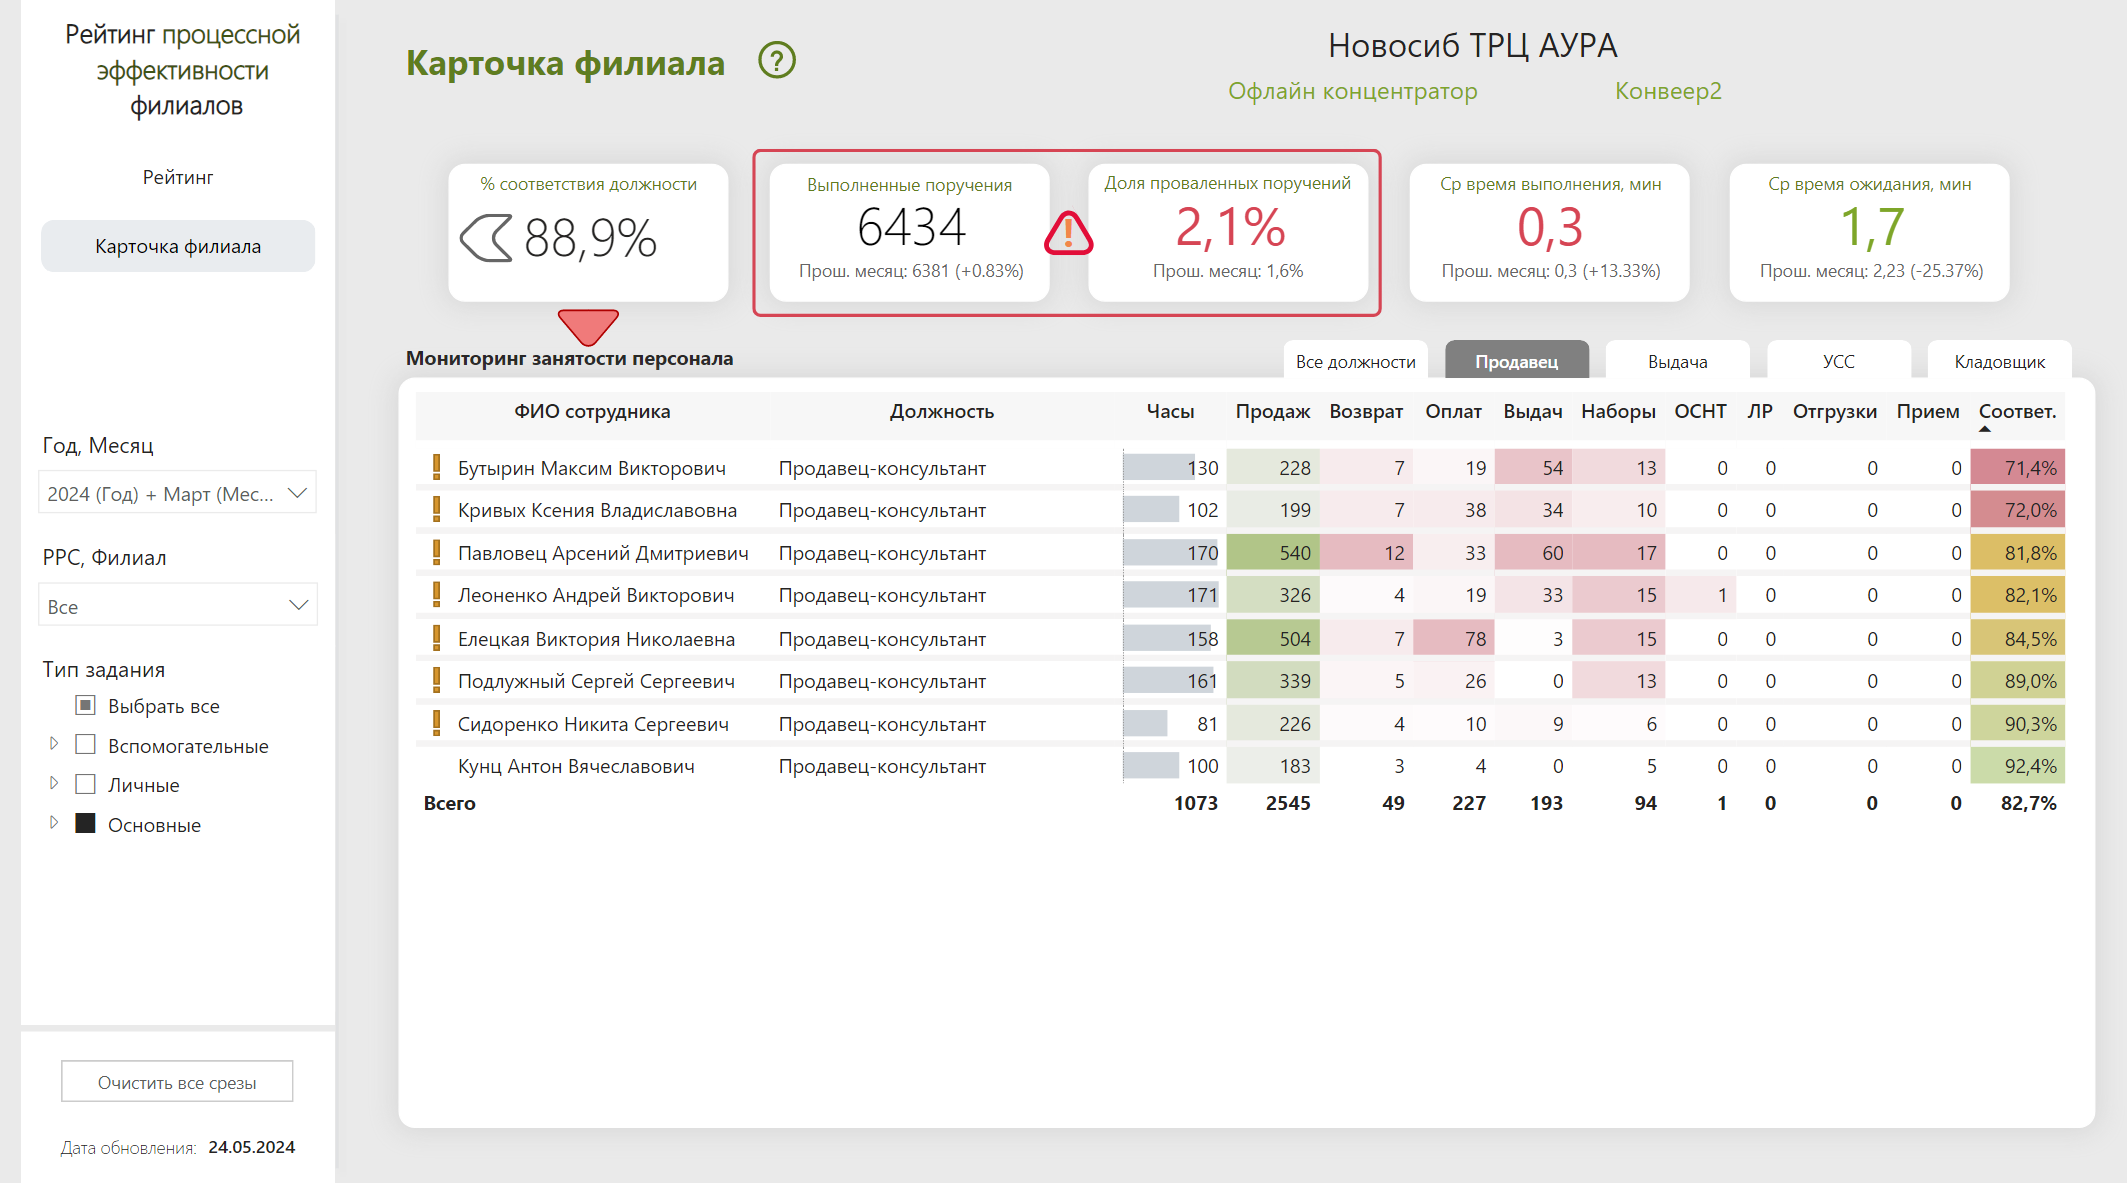 Рейтинг процессной
эффективности
филиалов
Рейтинг
Карточка филиала
Год, Месяц
2024 (Год) + Март (Мес...
РРС, Филиал
Все
Тип задания
Выбрать все
Вспомогательные
Личные
Основные
Очистить все срезы
Дата обновления: 24.05.2024
Карточка филиала ?
Новосиб ТРЦ АУРА
Офлайн концентратор Конвеер2
% соответствия должности
88,9%
Выполненные поручения
6434
Прош. месяц: 6381 (+0.83%)
!
Доля проваленных поручений
2,1%
Прош. месяц: 1,6%
Ср время выполнения, мин
0,3
Прош. месяц: 0,3 (+13.33%)
Ср время ожидания, мин
1,7
Прош. месяц: 2,23 (-25.37%)
Мониторинг занятости персонала
Все должности Продавец Выдача УСС Кладовщик
ФИО сотрудника Должность Часы Продаж Возврат Оплат Выдач Наборы ОСНТ ЛР Отгрузки Прием Соответ.
! Бутырин Максим Викторович Продавец-консультант 130 228 7 19 54 13 0 0 0 0 71,4%
! Кривых Ксения Владиславовна Продавец-консультант 102 199 7 38 34 10 0 0 0 0 72,0%
! Павловец Арсений Дмитриевич Продавец-консультант 170 540 12 33 60 17 0 0 0 0 81,8%
! Леоненко Андрей Викторович Продавец-консультант 171 326 4 19 33 15 1 0 0 0 82,1%
! Елецкая Виктория Николаевна Продавец-консультант 158 504 7 78 3 15 0 0 0 0 84,5%
! Подлужный Сергей Сергеевич Продавец-консультант 161 339 5 26 0 13 0 0 0 0 89,0%
! Сидоренко Никита Сергеевич Продавец-консультант 81 226 4 10 9 6 0 0 0 0 90,3%
Кунц Антон Вячеславович Продавец-консультант 100 183 3 4 0 5 0 0 0 0 92,4%
Всего 1073 2545 49 227 193 94 1 0 0 0 82,7%